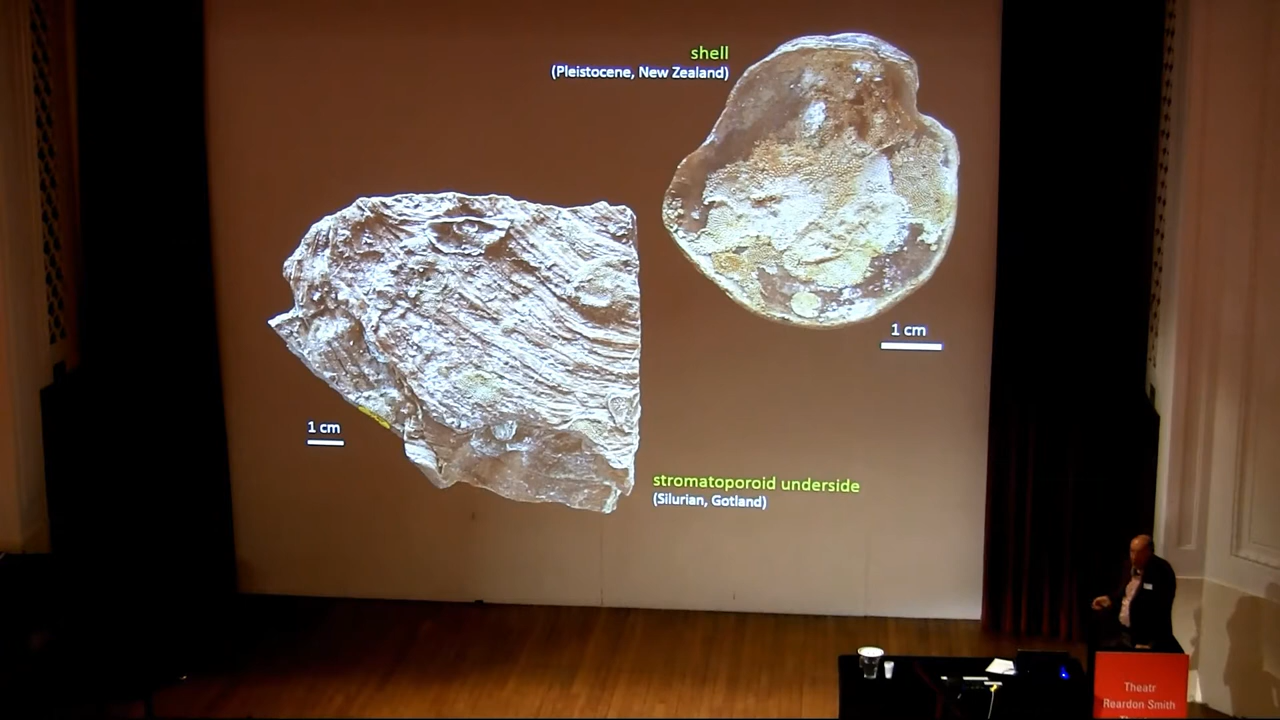 shell
(Pleistocene, New Zealand)
1 cm
1 cm
stromatoporoid underside
(Silurian, Gotland)
Theatr
Reardon Smith